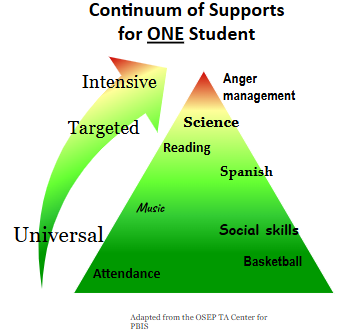 Continuum of Supports
for ONE Student
Intensive
Anger
management
Targeted
Science
Reading
Spanish
Music
Universal
Social skills
Basketball
Attendance
Adapted from the OSEP TA Center for
PBIS